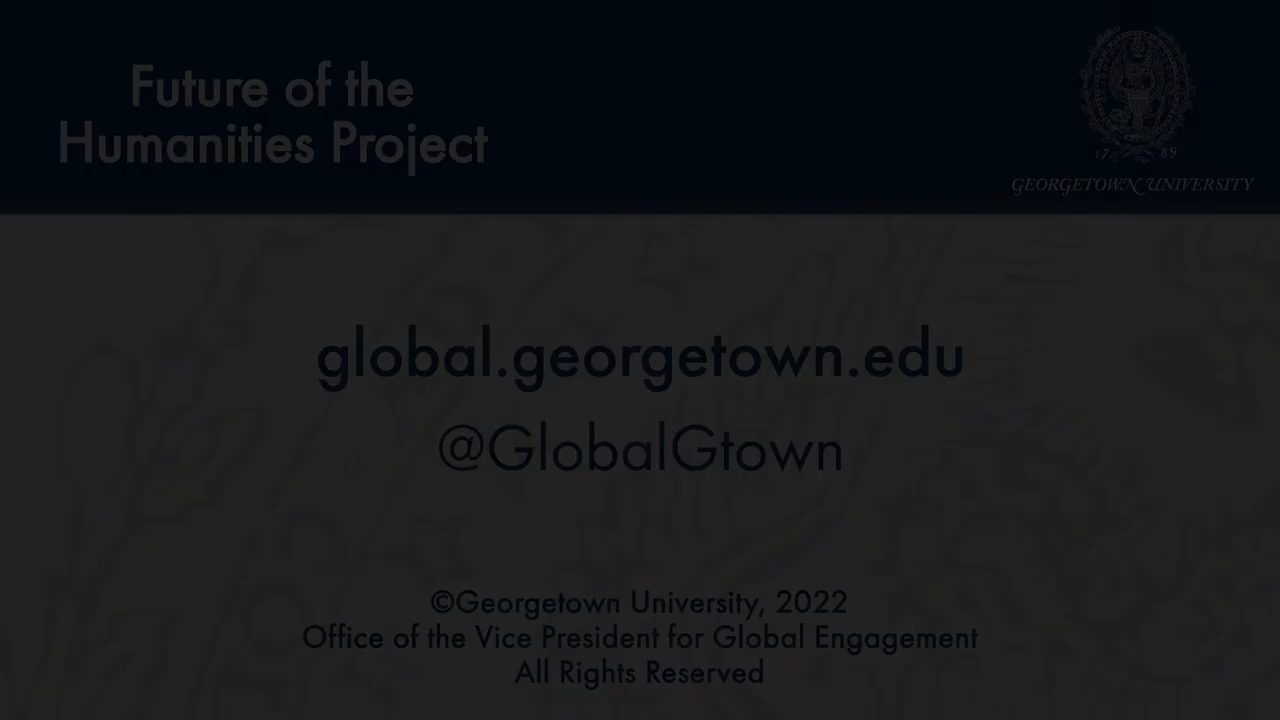 Future of the
Humanities Project
17 89
GEORGETOWN UNIVERSITY
global.georgetown.edu
@GlobalGtown
©Georgetown University, 2022
Office of the Vice President for Global Engagement
All Rights Reserved